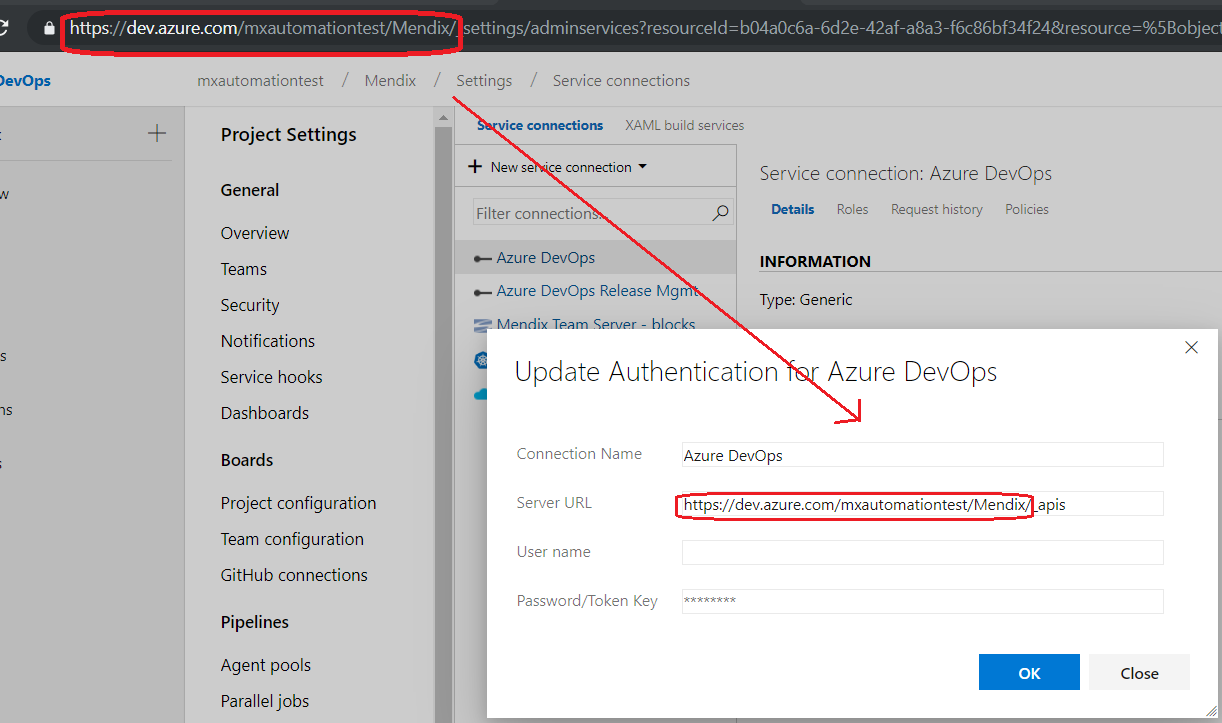 https://dev.azure.com/mxautomationtest/Mendix/_settings/adminservices?resourceId=b04a0c6a-6d2e-42af-a8a3-f6c86bf34f24&resource=%5Bobject
DevOps
mxautomationtest / Mendix / Settings / Service connections
Project Settings
General
Overview
Teams
Security
Notifications
Service hooks
Dashboards
Boards
Project configuration
Team configuration
GitHub connections
Pipelines
Agent pools
Parallel jobs
Service connections XAML build services
New service connection
Filter connections.
Azure DevOps
Azure DevOps Release Mgmt
Mendix Team Server - blocks
Service connection: Azure DevOps
Details Roles Request history Policies
INFORMATION
Type: Generic
Update Authentication for Azure DevOps
Connection Name Azure DevOps
Server URL https://dev.azure.com/mxautomationtest/Mendix/_apis
User name
Password/Token Key ********
OK Close